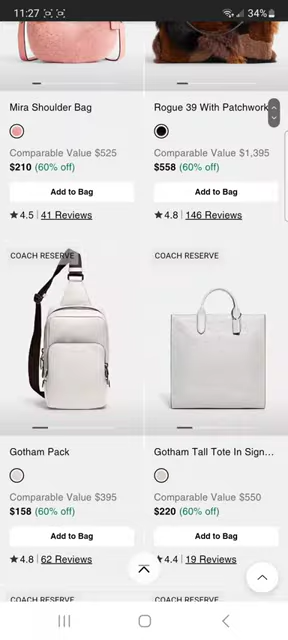 11:27
34%
Mira Shoulder Bag
Rogue 39 With Patchwork
Comparable Value $525
Comparable Value $1,395
$210 (60% off)
$558 (60% off)
Add to Bag
Add to Bag
★4.5 | 41 Reviews
★4.8 | 146 Reviews
COACH RESERVE
COACH RESERVE
Gotham Pack
Gotham Tall Tote In Sign...
Comparable Value $395
Comparable Value $550
$158 (60% off)
$220 (60% off)
Add to Bag
Add to Bag
★4.8 | 62 Reviews
4.4 | 19 Reviews
COACH RESERVE
COACH RESERVE